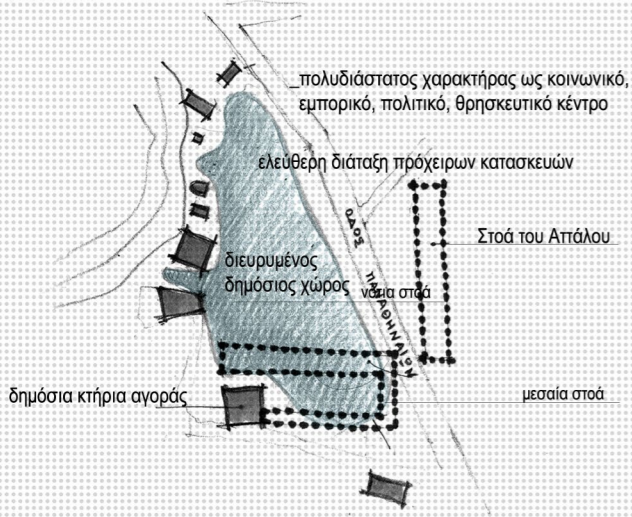 πολυδιάστατος χαρακτήρας ως κοινωνικό,
εμπορικό, πολιτικό, θρησκευτικό κέντρο
ελεύθερη διάταξη πρόχειρων κατασκευών
Στοά του Αττάλου
διευρυμένος
δημόσιος χώρος
νότια στοά
ΟΔΟΣ ΠΑΝΑΘΗΝΑΙΩΝ
δημόσια κτήρια αγοράς
μεσαία στοά